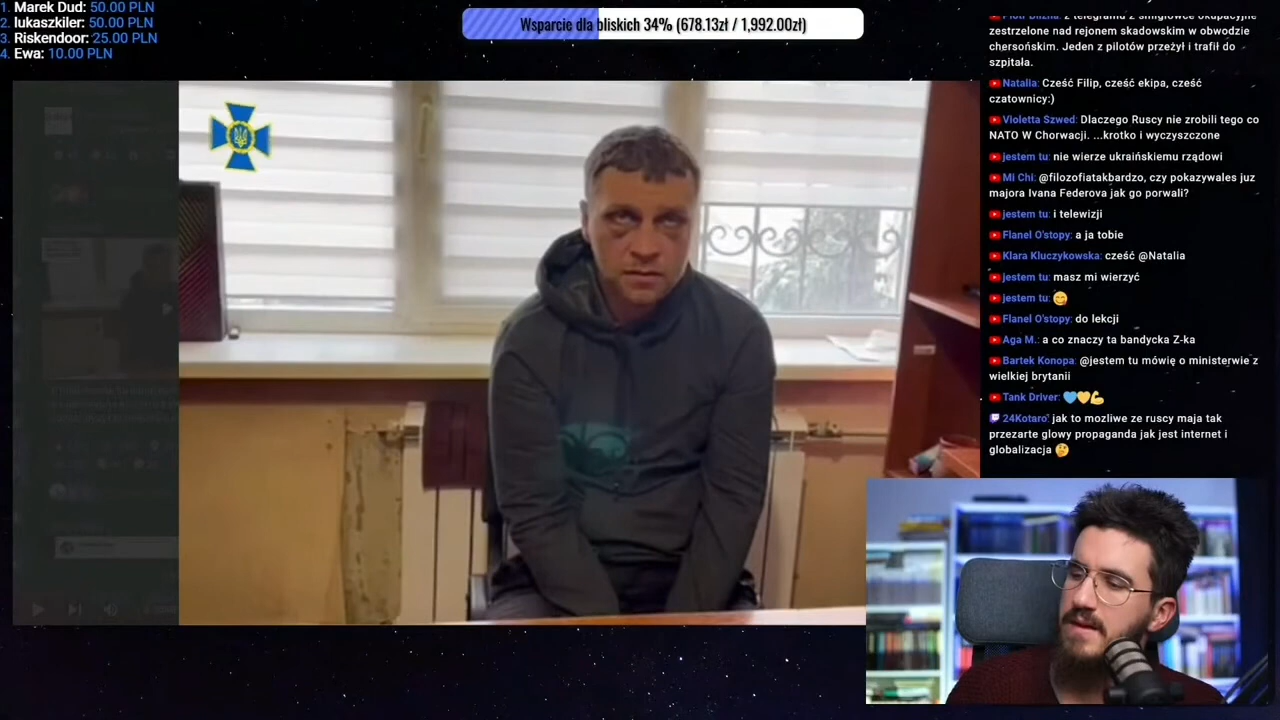 1. Marek Dud: 50.00 PLN
2. lukaszkiler: 50.00 PLN
3. Riskendoor: 25.00 PLN
4. Ewa: 10.00 PLN
Wsparcie dla bliskich 34% (678.13zł / 1,992.00zł)
Piotr Blizna: z telegramu 2 śmigłowce okupacyjne
zestrzelone nad rejonem skadowskim w obwodzie
chersońskim. Jeden z pilotów przeżył i trafił do
szpitala.
Natalia: Cześć Filip, cześć ekipa, cześć
czatownicy:)
Violetta Szwed: Dlaczego Ruscy nie zrobili tego co
NATO W Chorwacji. ...krotko i wyczyszczone
jestem tu: nie wierze ukraińskiemu rządowi
Mi Chi: @filozofiatakbardzo, czy pokazywales juz
majora Ivana Federova jak go porwali?
jestem tu: i telewizji
Flanel O'stopy: a ja tobie
Klara Kluczykowska: cześć @Natalia
jestem tu: masz mi wierzyć
jestem tu: 😋
Flanel O'stopy: do lekcji
Aga M.: a co znaczy ta bandycka Z-ka
Bartek Konopa: @jestem tu mówię o ministerwie z
wielkiej brytanii
Tank Driver: 💙💛💪
24Kotaro: jak to mozliwe ze ruscy maja tak
przezarte glowy propaganda jak jest internet i
globalizacja 🤔